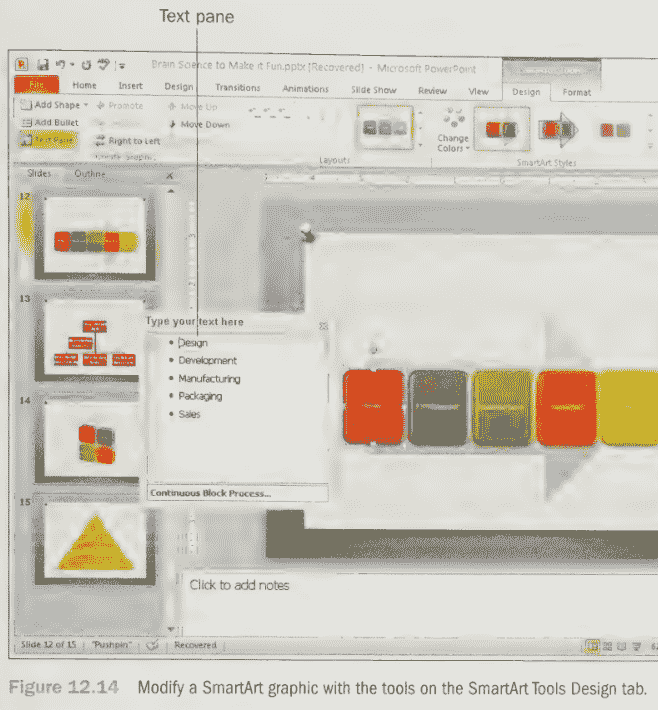 Text pane
Brain Science to Make it Fun.pptx [Recovered] - Microsoft PowerPoint
File Home Insert Design Transitions Animations Slide Show Review View Design Format
Add Shape Promote Move Up
Add Bullet Move Down
Text Pane Right to Left
Change
Colors
Create Graphic Layouts SmartArt Styles
Slides Outline
12
13
14
15
Type your text here
Design
Development
Manufacturing
Packaging
Sales
Continuous Block Process...
Click to add notes
Slide 12 of 15 "Pushpin" Recovered
Figure 12.14 Modify a SmartArt graphic with the tools on the SmartArt Tools Design tab.